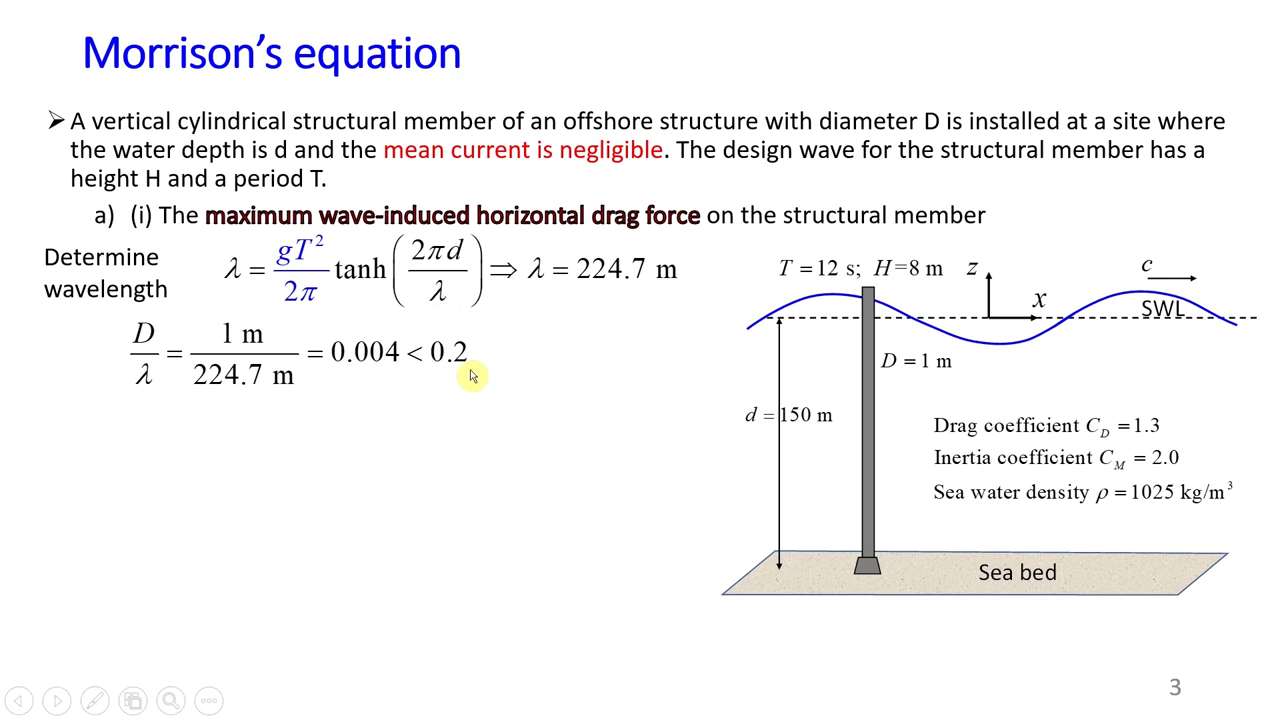 Morrison's equation
➢ A vertical cylindrical structural member of an offshore structure with diameter D is installed at a site where
the water depth is d and the mean current is negligible. The design wave for the structural member has a
height H and a period T.
a) (i) The maximum wave-induced horizontal drag force on the structural member
Determine
wavelength
λ = gT²/2π tanh(2πd/λ) ⇒ λ = 224.7 m
D/λ = 1 m/224.7 m = 0.004 < 0.2
T = 12 s; H=8 m
z
x
c
SWL
D = 1 m
d = 150 m
Drag coefficient C_D = 1.3
Inertia coefficient C_M = 2.0
Sea water density ρ = 1025 kg/m³
Sea bed
3